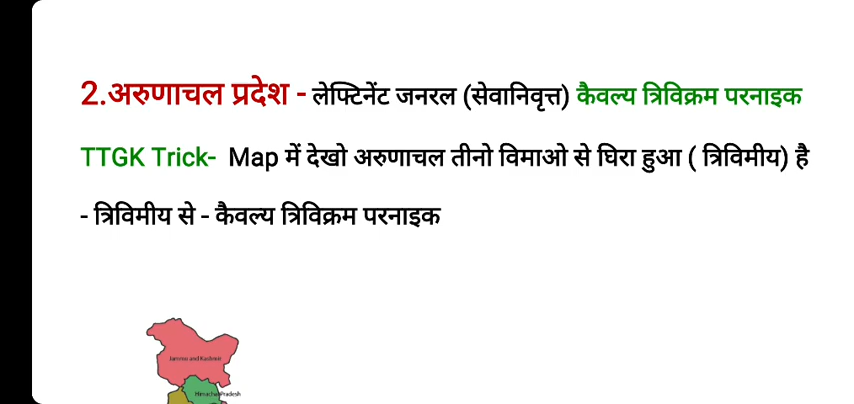 2.अरुणाचल प्रदेश - लेफ्टिनेंट जनरल (सेवानिवृत्त) कैवल्य त्रिविक्रम परनाइक
TTGK Trick- Map में देखो अरुणाचल तीनो विमाओ से घिरा हुआ ( त्रिविमीय) है
- त्रिविमीय से - कैवल्य त्रिविक्रम परनाइक
Jammu and Kashmir
Himachal Pradesh